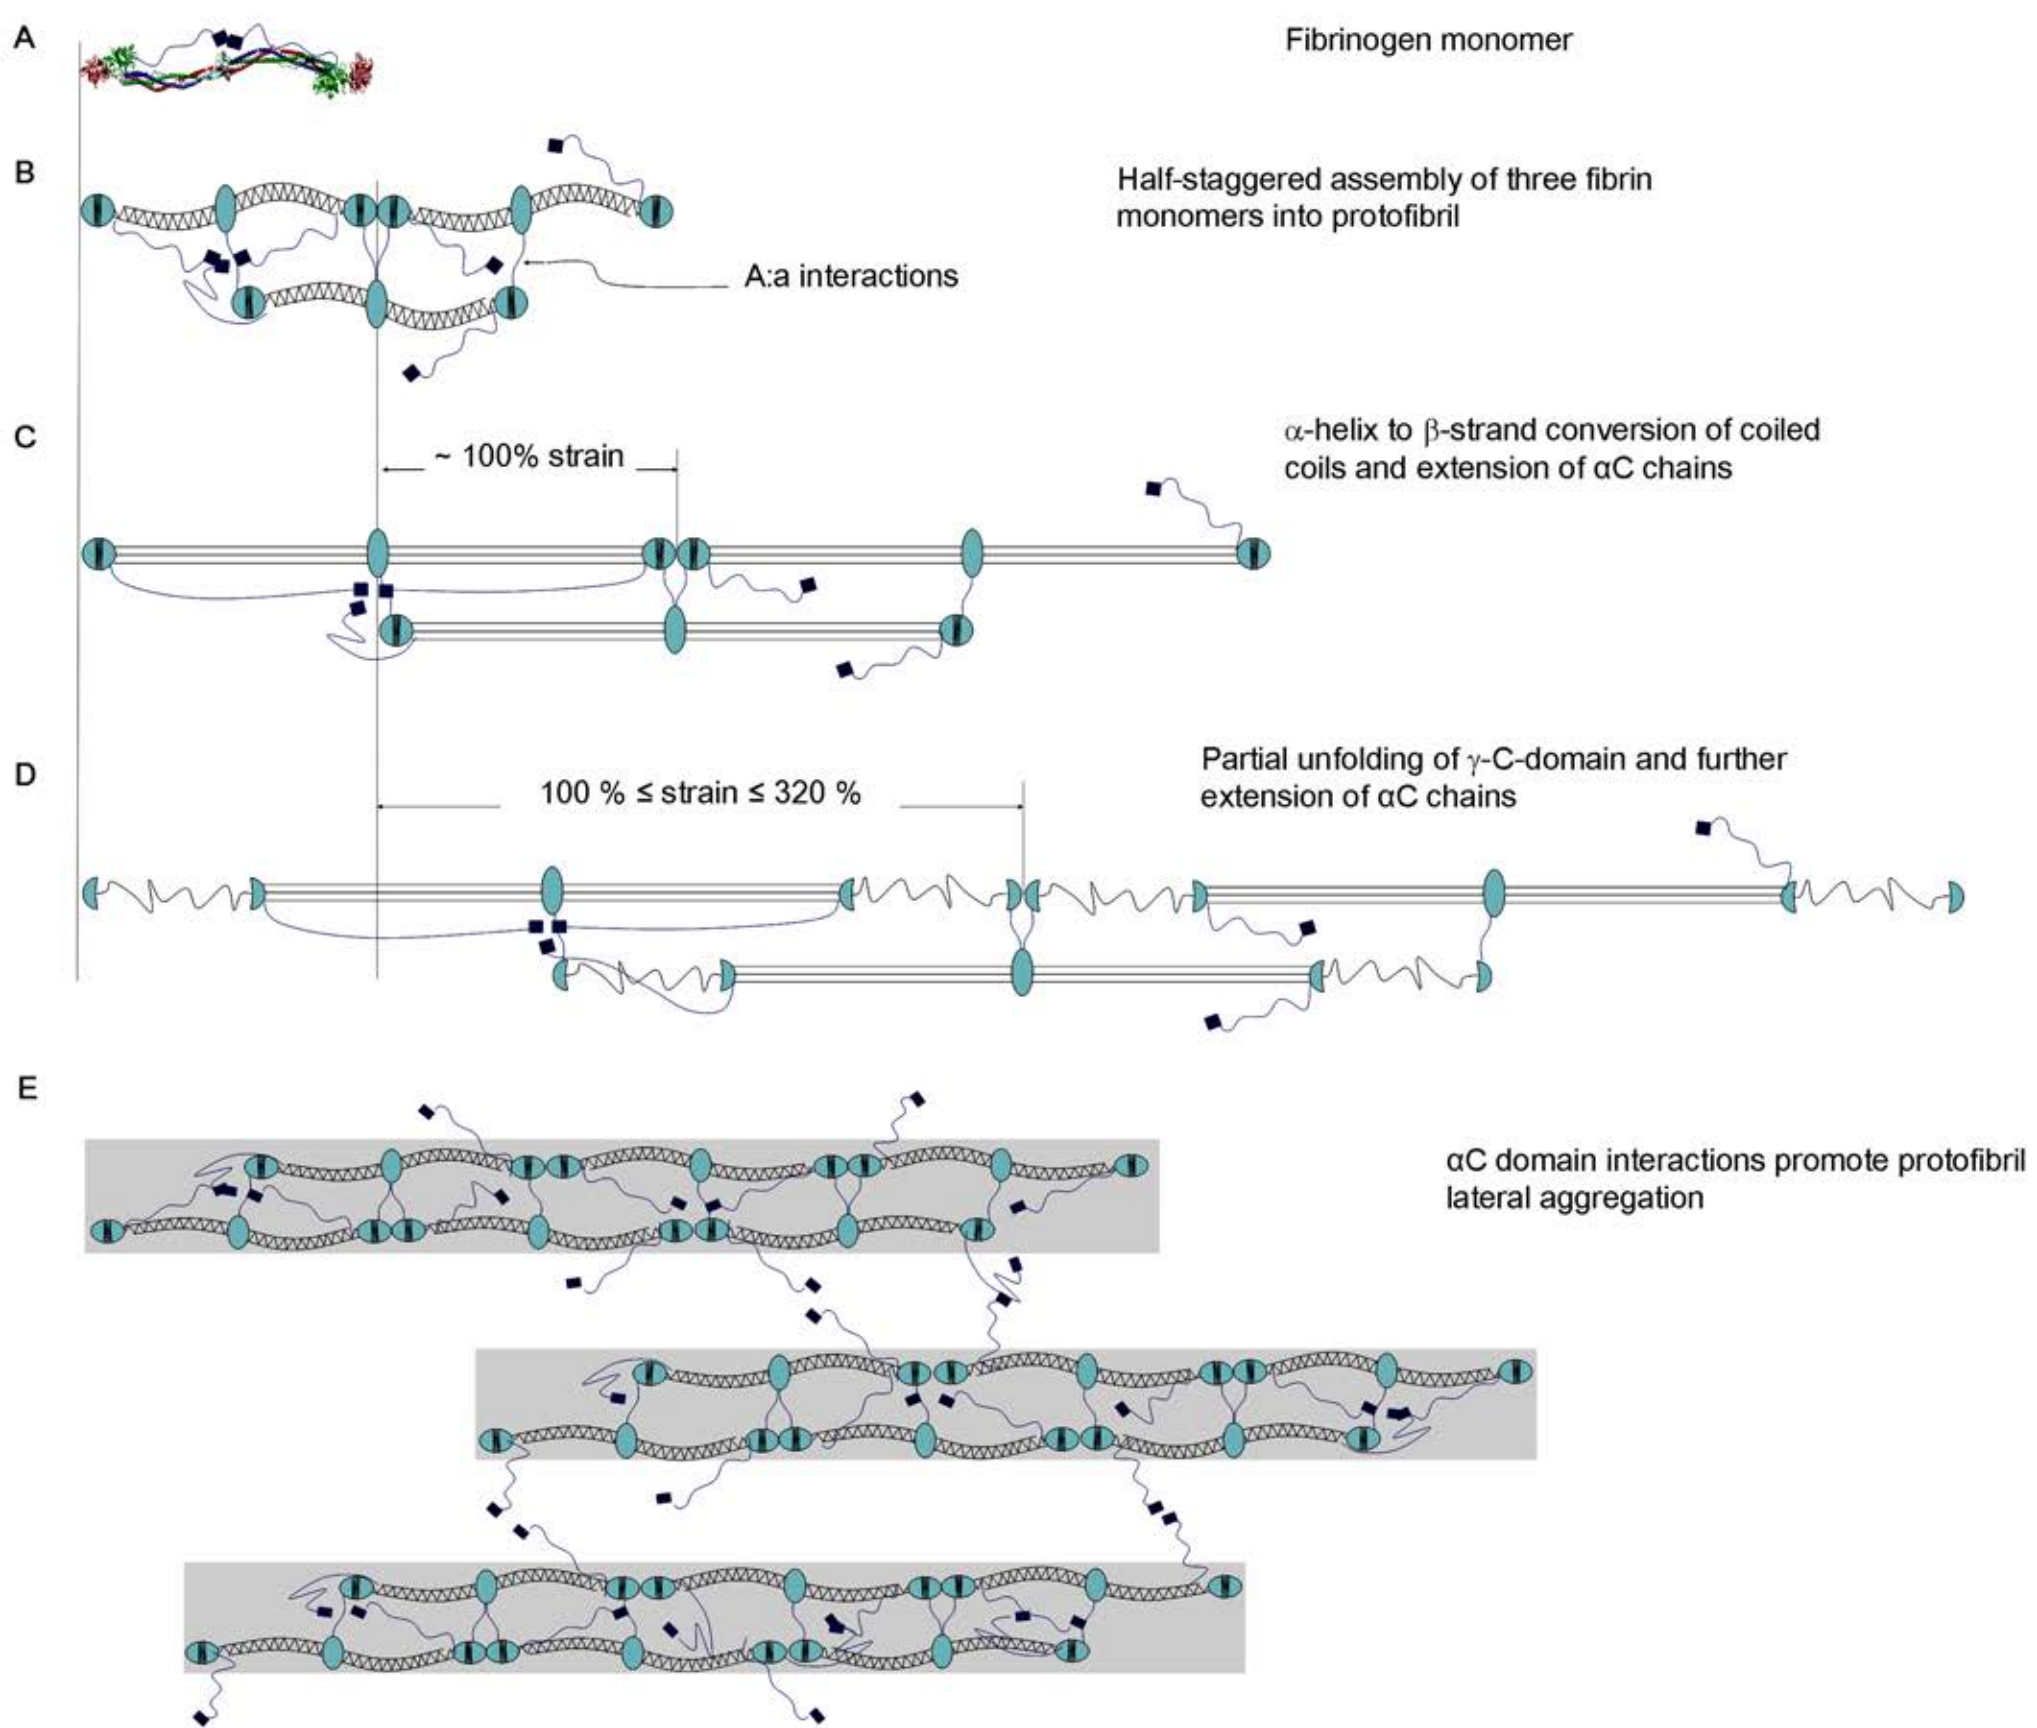 A
Fibrinogen monomer
B
Half-staggered assembly of three fibrin
monomers into protofibril
A:a interactions
C
α-helix to β-strand conversion of coiled
coils and extension of αC chains
~ 100% strain
D
Partial unfolding of γ-C-domain and further
extension of αC chains
100 % ≤ strain ≤ 320 %
E
αC domain interactions promote protofibril
lateral aggregation